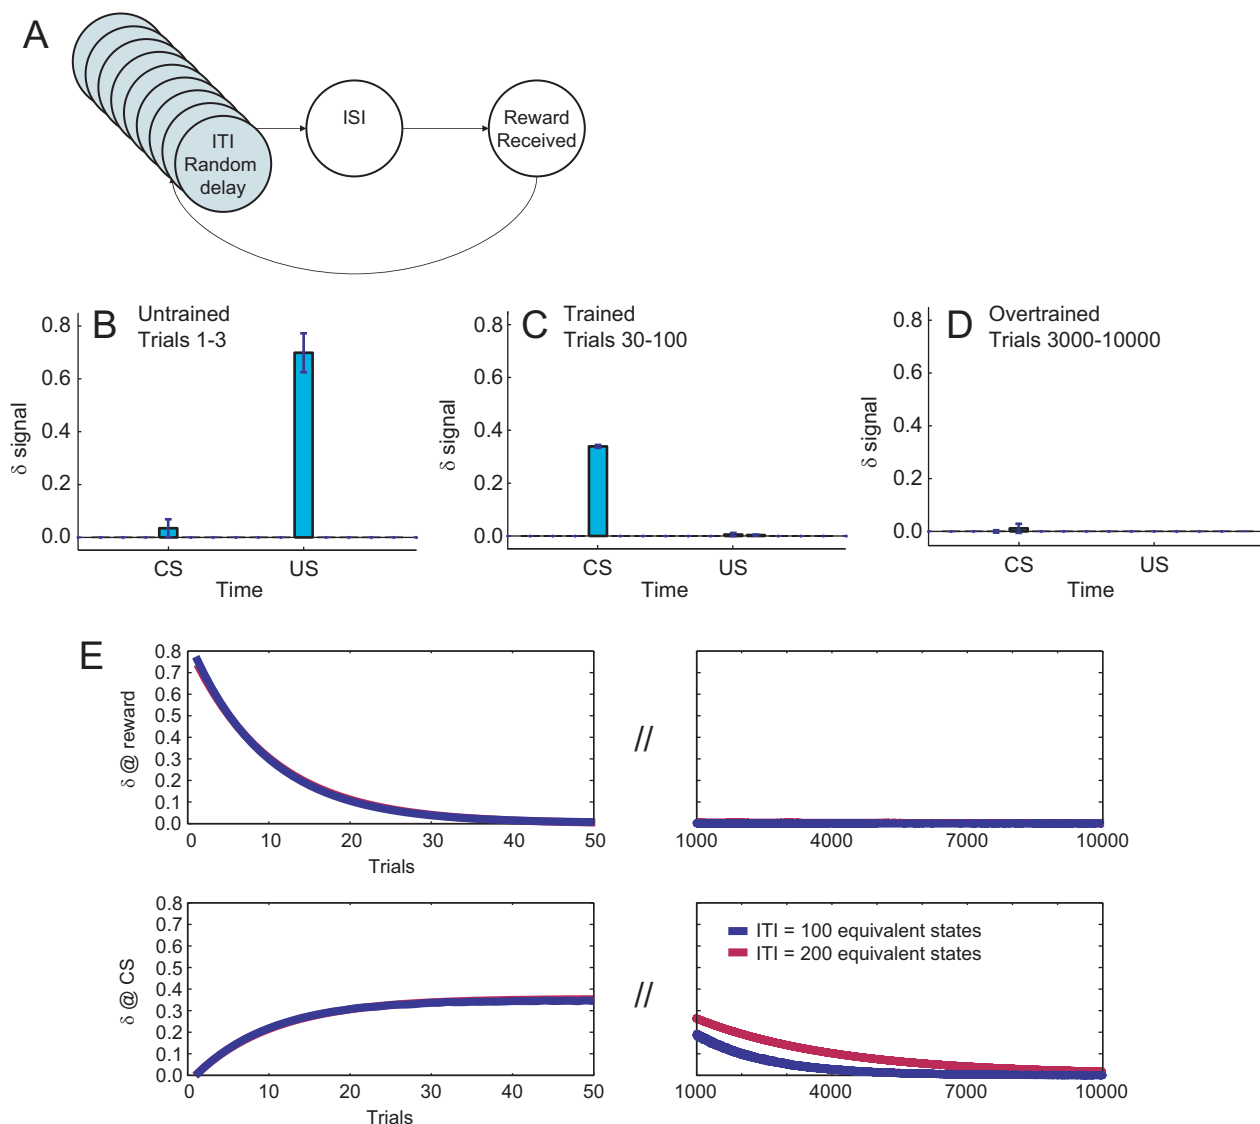 A
ITI
Random
delay
ISI
Reward
Received
B
Untrained
Trials 1-3
0.8
0.6
0.4
0.2
0.0
δ signal
CS
US
Time
C
Trained
Trials 30-100
0.8
0.6
0.4
0.2
0.0
δ signal
CS
US
Time
D
Overtrained
Trials 3000-10000
0.8
0.6
0.4
0.2
0.0
δ signal
CS
US
Time
E
0.8
0.7
0.6
0.5
0.4
0.3
0.2
0.1
0.0
δ @ reward
0 10 20 30 40 50
Trials
//
1000 4000 7000 10000
0.8
0.7
0.6
0.5
0.4
0.3
0.2
0.1
0.0
δ @ CS
0 10 20 30 40 50
Trials
//
ITI = 100 equivalent states
ITI = 200 equivalent states
1000 4000 7000 10000